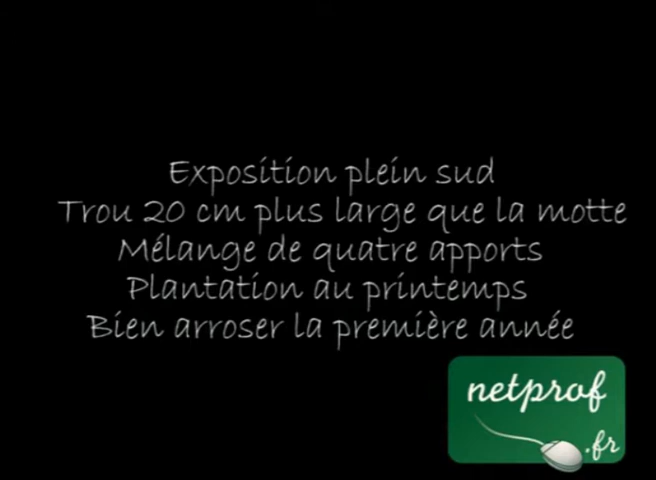 Exposition plein sud
Trou 20 cm plus large que la motte
Mélange de quatre apports
Plantation au printemps
Bien arroser la première année
netprof
.fr